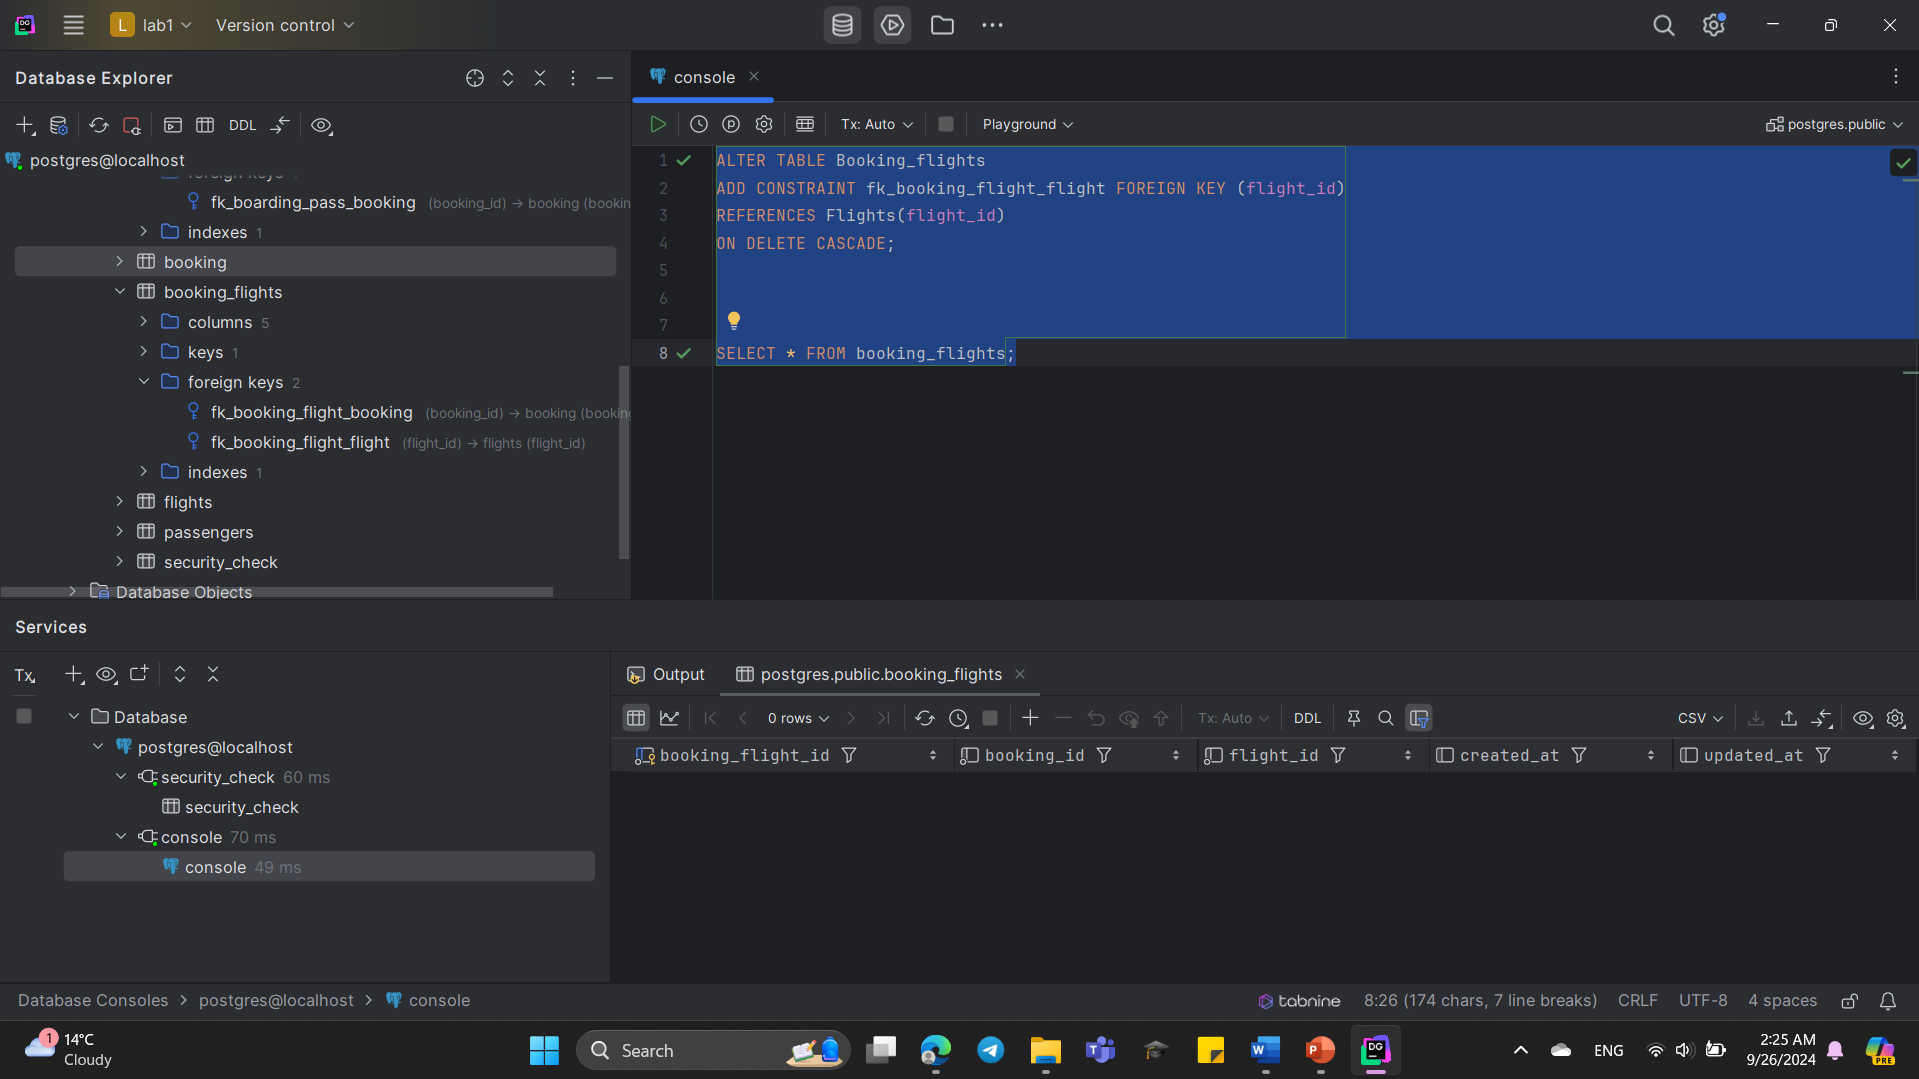 L lab1 Version control
Database Explorer
console
DDL
Tx: Auto Playground postgres.public
postgres@localhost
foreign keys
fk_boarding_pass_booking (booking_id) → booking (bookin
indexes 1
booking
booking_flights
columns 5
keys 1
foreign keys 2
fk_booking_flight_booking (booking_id) → booking (booking
fk_booking_flight_flight (flight_id) → flights (flight_id)
indexes 1
flights
passengers
security_check
Database Objects
1 ALTER TABLE Booking_flights
2 ADD CONSTRAINT fk_booking_flight_flight FOREIGN KEY (flight_id)
3 REFERENCES Flights(flight_id)
4 ON DELETE CASCADE;
5
6
7
8 SELECT * FROM booking_flights;
Services
Tx
Database
postgres@localhost
security_check 60 ms
security_check
console 70 ms
console 49 ms
Output postgres.public.booking_flights
0 rows Tx: Auto DDL CSV
booking_flight_id booking_id flight_id created_at updated_at
Database Consoles > postgres@localhost > console
tabnine 8:26 (174 chars, 7 line breaks) CRLF UTF-8 4 spaces
1 14°C
Cloudy
Search
ENG
2:25 AM
9/26/2024
PRE